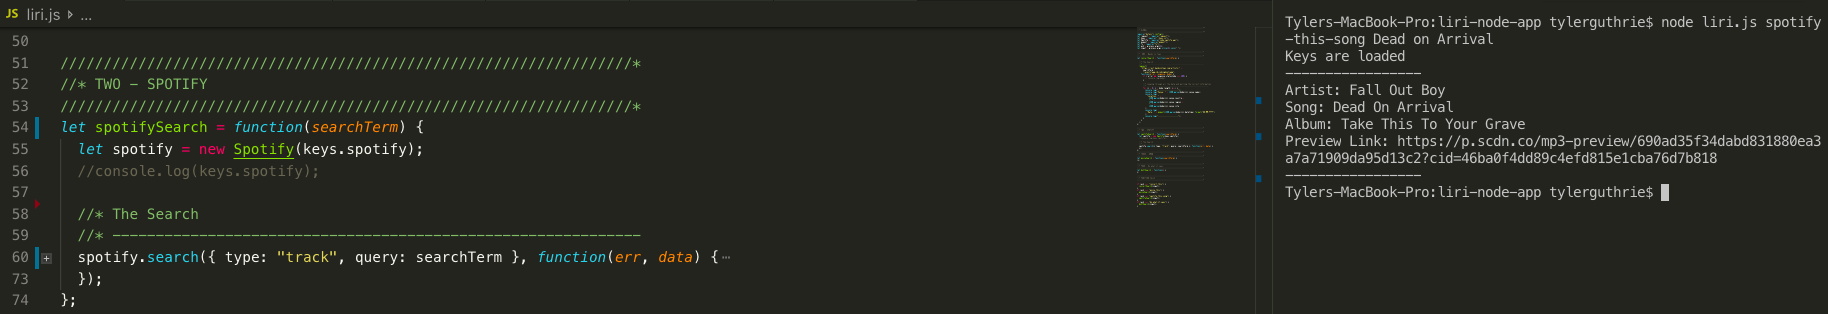 JS liri.js ...
50
51 //////////////////////////////////////////////////////////////////*
52 //* TWO - SPOTIFY
53 //////////////////////////////////////////////////////////////////*
54 let spotifySearch = function(searchTerm) {
55 let spotify = new Spotify(keys.spotify);
56 //console.log(keys.spotify);
57
58 //* The Search
59 //* -------------------------------------------------------------
60 spotify.search({ type: "track", query: searchTerm }, function(err, data) {…
73 });
74 };
Tylers-MacBook-Pro:liri-node-app tylerguthrie$ node liri.js spotify
-this-song Dead on Arrival
Keys are loaded
-----------------
Artist: Fall Out Boy
Song: Dead On Arrival
Album: Take This To Your Grave
Preview Link: https://p.scdn.co/mp3-preview/690ad35f34dabd831880ea3
a7a71909da95d13c2?cid=46ba0f4dd89c4efd815e1cba76d7b818
-----------------
Tylers-MacBook-Pro:liri-node-app tylerguthrie$